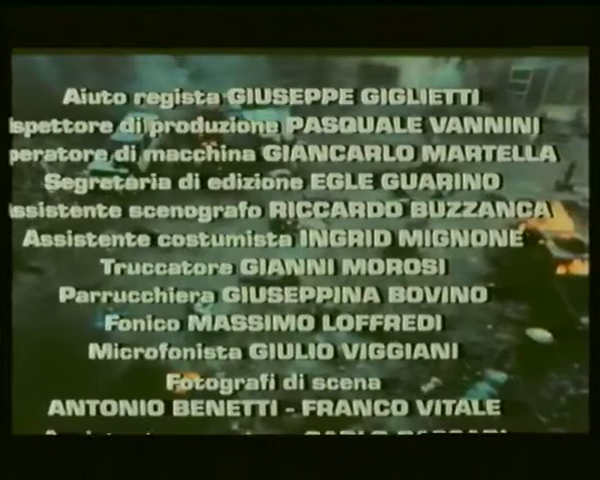 Aiuto regista GIUSEPPE GIGLIETTI
spettore di produzione PASQUALE VANNINI
peratore di macchina GIANCARLO MARTELLA
Segretaria di edizione EGLE GUARINO
ssistente scenografo RICCARDO BUZZANCA
Assistente costumista INGRID MIGNONE
Truccatore GIANNI MOROSI
Parrucchiera GIUSEPPINA BOVINO
Fonico MASSIMO LOFFREDI
Microfonista GIULIO VIGGIANI
Fotografi di scena
ANTONIO BENETTI - FRANCO VITALE